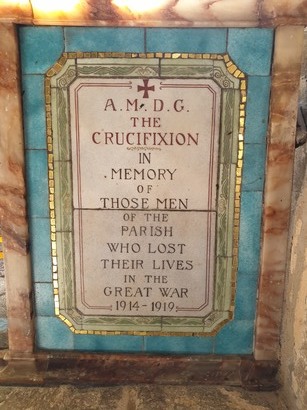 A.M.D.G.
THE
CRUCIFIXION
IN
MEMORY
OF
THOSE MEN
OF THE
PARISH
WHO LOST
THEIR LIVES
IN THE
GREAT WAR
1914-1919